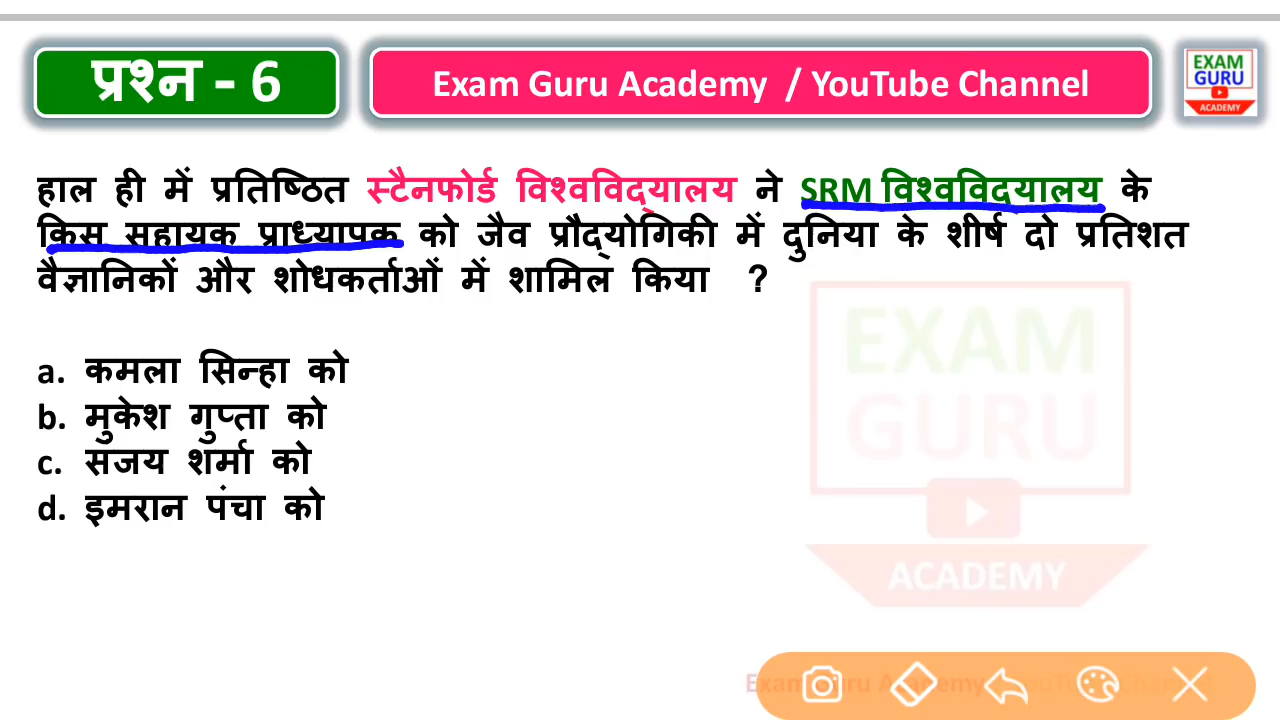 प्रश्न - 6
Exam Guru Academy / YouTube Channel
EXAM
GURU
ACADEMY
हाल ही में प्रतिष्ठित स्टैनफोर्ड विश्वविद्यालय ने SRM विश्वविद्यालय के
किस सहायक प्राध्यापक को जैव प्रौद्योगिकी में दुनिया के शीर्ष दो प्रतिशत
वैज्ञानिकों और शोधकर्ताओं में शामिल किया ?
a. कमला सिन्हा को
b. मुकेश गुप्ता को
c. संजय शर्मा को
d. इमरान पंचा को
EXAM
GURU
ACADEMY